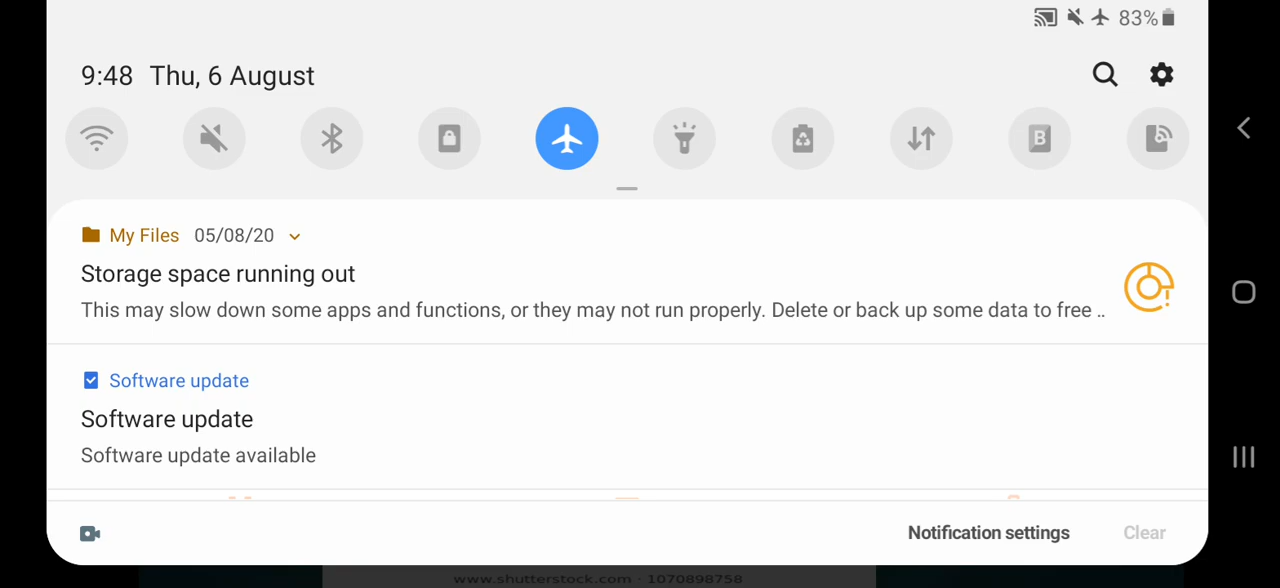 83%
9:48 Thu, 6 August
B
My Files 05/08/20
Storage space running out
This may slow down some apps and functions, or they may not run properly. Delete or back up some data to free ..
Software update
Software update
Software update available
Notification settings Clear
www.shutterstock.com · 1070898758